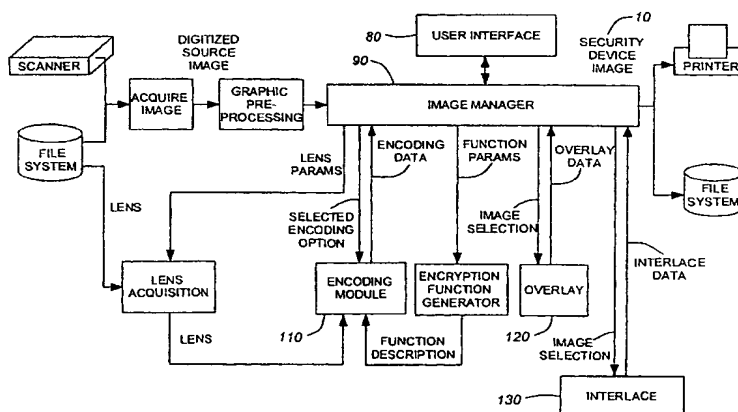 80
USER INTERFACE
10
DIGITIZED
SOURCE
IMAGE
90
SECURITY
DEVICE
IMAGE
SCANNER
PRINTER
ACQUIRE
IMAGE
GRAPHIC
PRE-
PROCESSING
IMAGE MANAGER
FILE
SYSTEM
LENS
PARAMS
ENCODING
DATA
FUNCTION
PARAMS
OVERLAY
DATA
FILE
SYSTEM
LENS
SELECTED
ENCODING
OPTION
IMAGE
SELECTION
INTERLACE
DATA
LENS
ACQUISITION
ENCODING
MODULE
ENCRYPTION
FUNCTION
GENERATOR
OVERLAY
110
120
LENS
FUNCTION
DESCRIPTION
IMAGE
SELECTION
130
INTERLACE